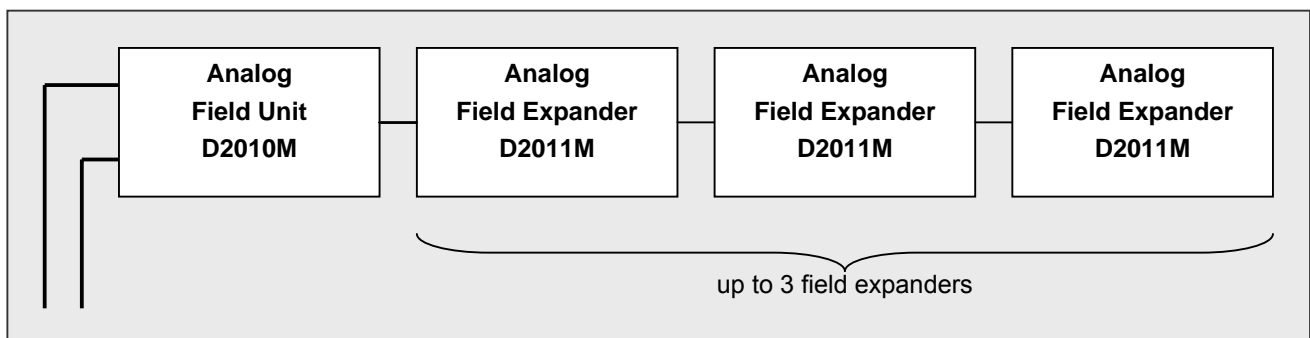 Analog
Field Unit
D2010M
Analog
Field Expander
D2011M
Analog
Field Expander
D2011M
Analog
Field Expander
D2011M
up to 3 field expanders